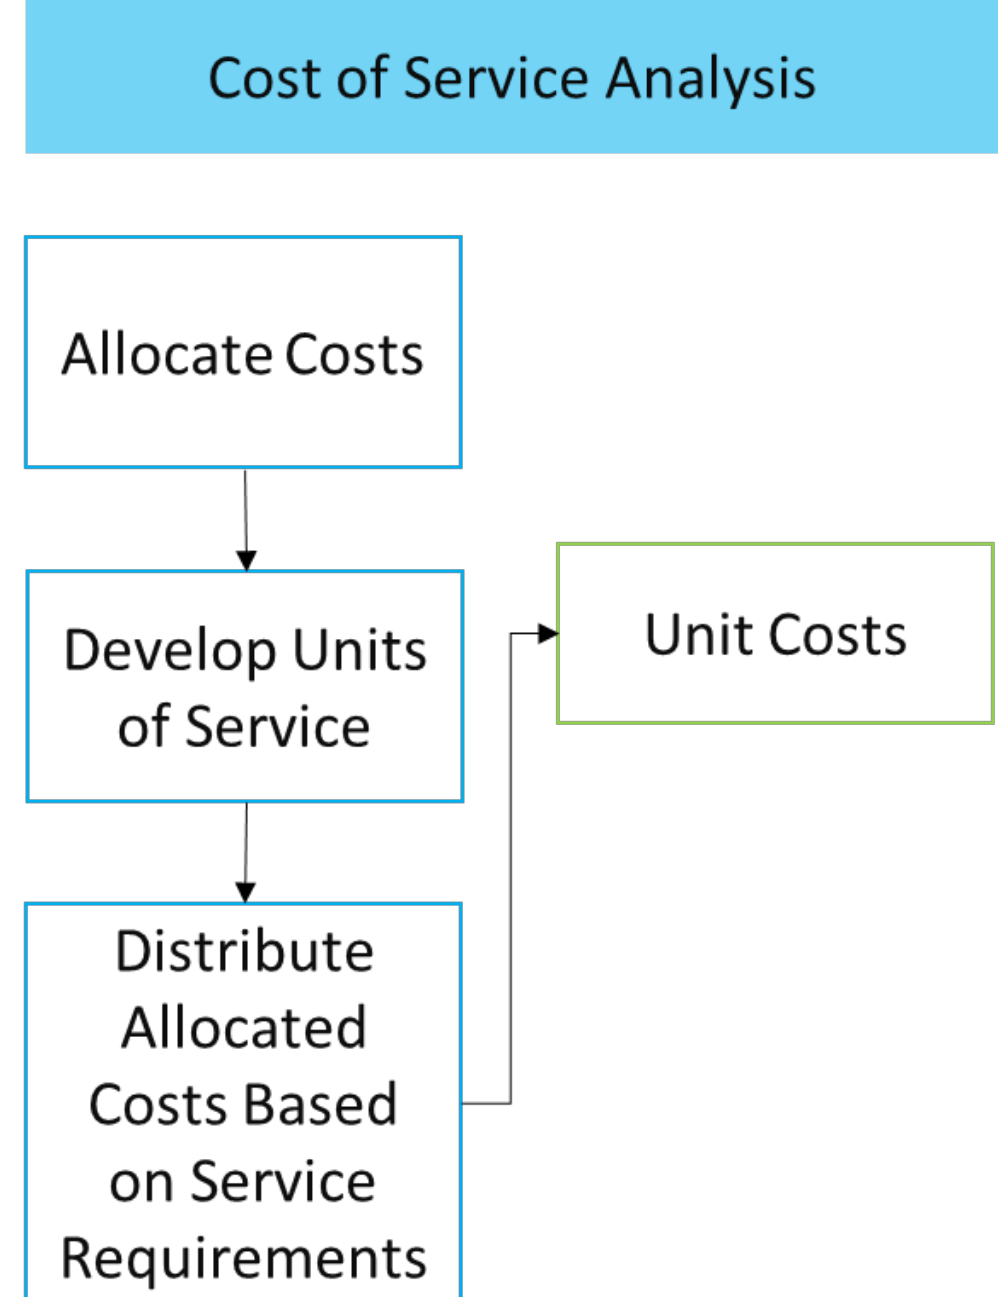 Cost of Service Analysis
Allocate Costs
Develop Units
of Service
Unit Costs
Distribute
Allocated
Costs Based
on Service
Requirements